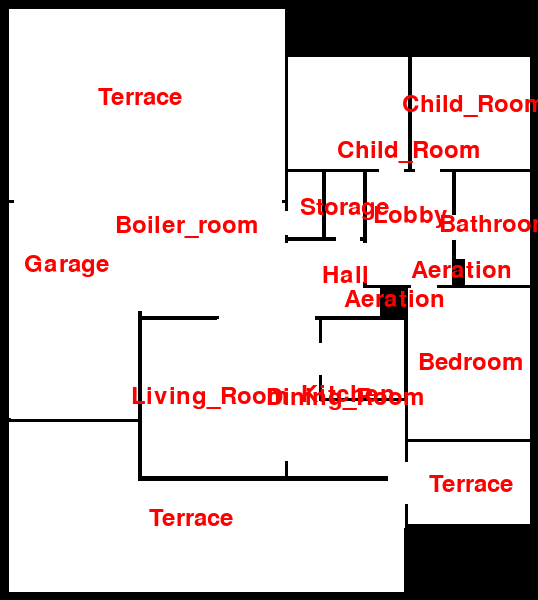 Terrace
Child_Room
Child_Room
Storage
Lobby
Boiler_room
Bathroom
Garage
Hall
Aeration
Aeration
Bedroom
Living_Room
Dining_Room
Kitchen
Terrace
Terrace